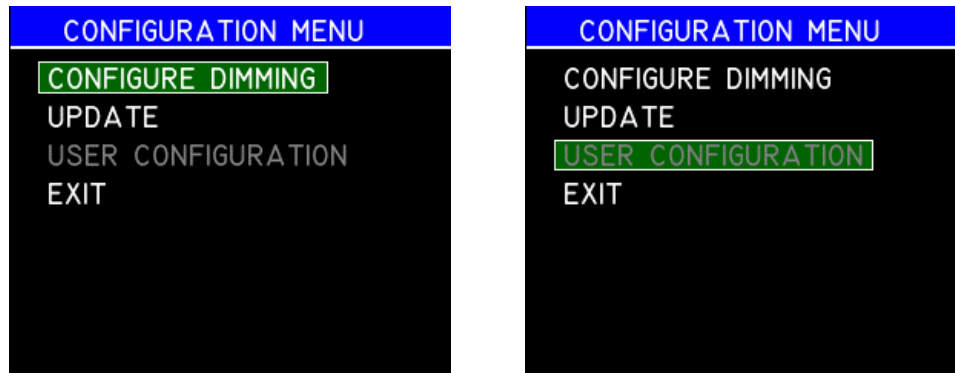 CONFIGURATION MENU
CONFIGURE DIMMING
UPDATE
USER CONFIGURATION
EXIT
CONFIGURATION MENU
CONFIGURE DIMMING
UPDATE
USER CONFIGURATION
EXIT